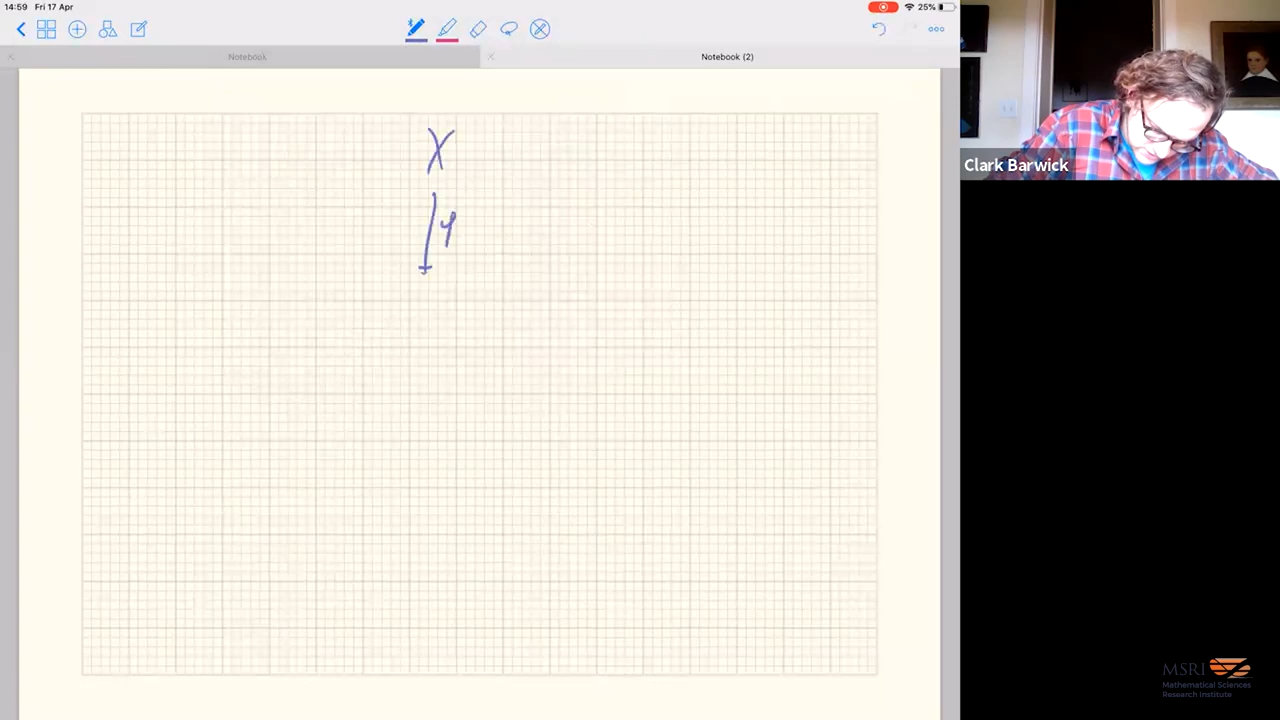 14:59 Fri 17 Apr
25%
Notebook
Notebook (2)
X
φ
Clark Barwick
MSRI
Mathematical Sciences
Research Institute